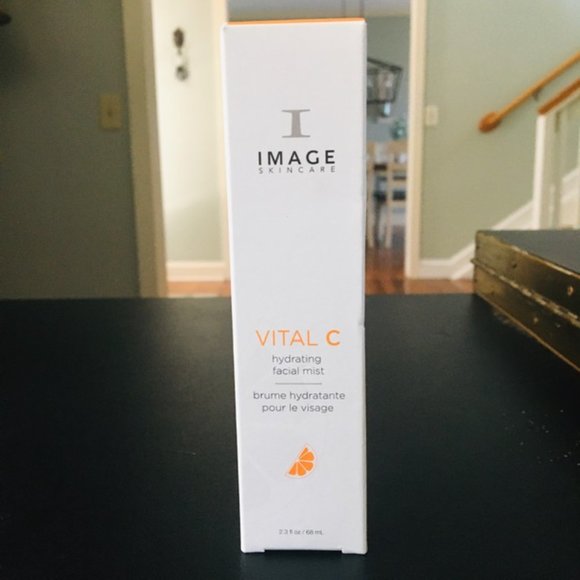 I
IMAGE
SKINCARE
VITAL C
hydrating
facial mist
brume hydratante
pour le visage
2.3 fl oz / 68 mL